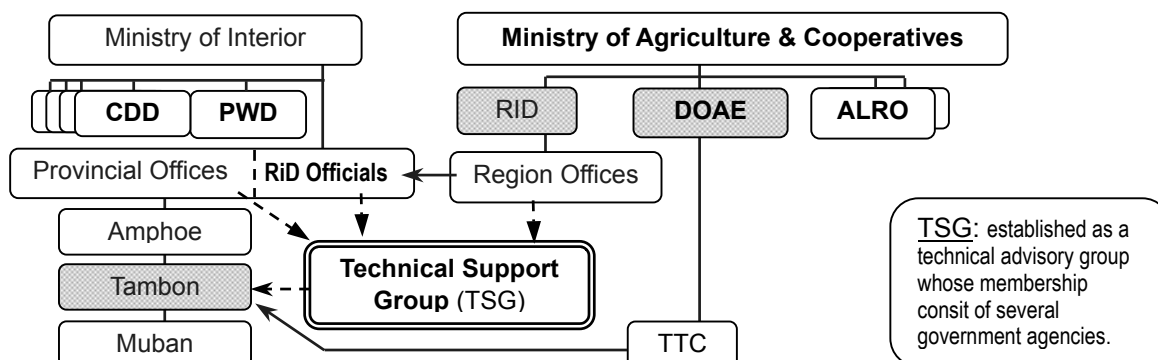 Ministry of Interior
Ministry of Agriculture & Cooperatives
CDD
PWD
RID
DOAE
ALRO
Provincial Offices
RiD Officials
Region Offices
Amphoe
Tambon
Muban
Technical Support
Group (TSG)
TTC
TSG: established as a
technical advisory group
whose membership
consit of several
government agencies.